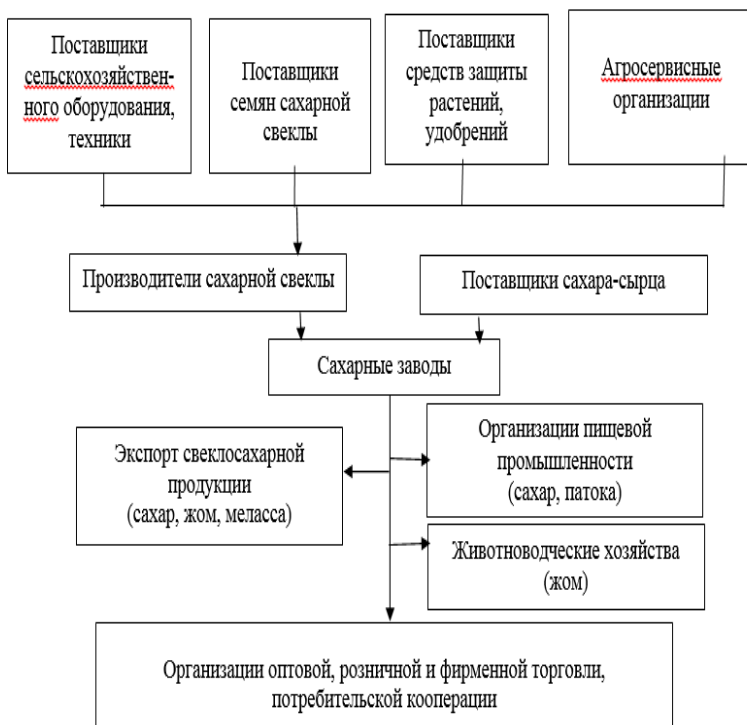 Поставщики
сельскохозяйствен-
ного оборудования,
техники
Поставщики
семян сахарной
свеклы
Поставщики
средств защиты
растений,
удобрений
Агросервисные
организации
Производители сахарной свеклы
Поставщики сахара-сырца
Сахарные заводы
Экспорт свеклосахарной
продукции
(сахар, жом, меласса)
Организации пищевой
промышленности
(сахар, патока)
Животноводческие хозяйства
(жом)
Организации оптовой, розничной и фирменной торговли,
потребительской кооперации